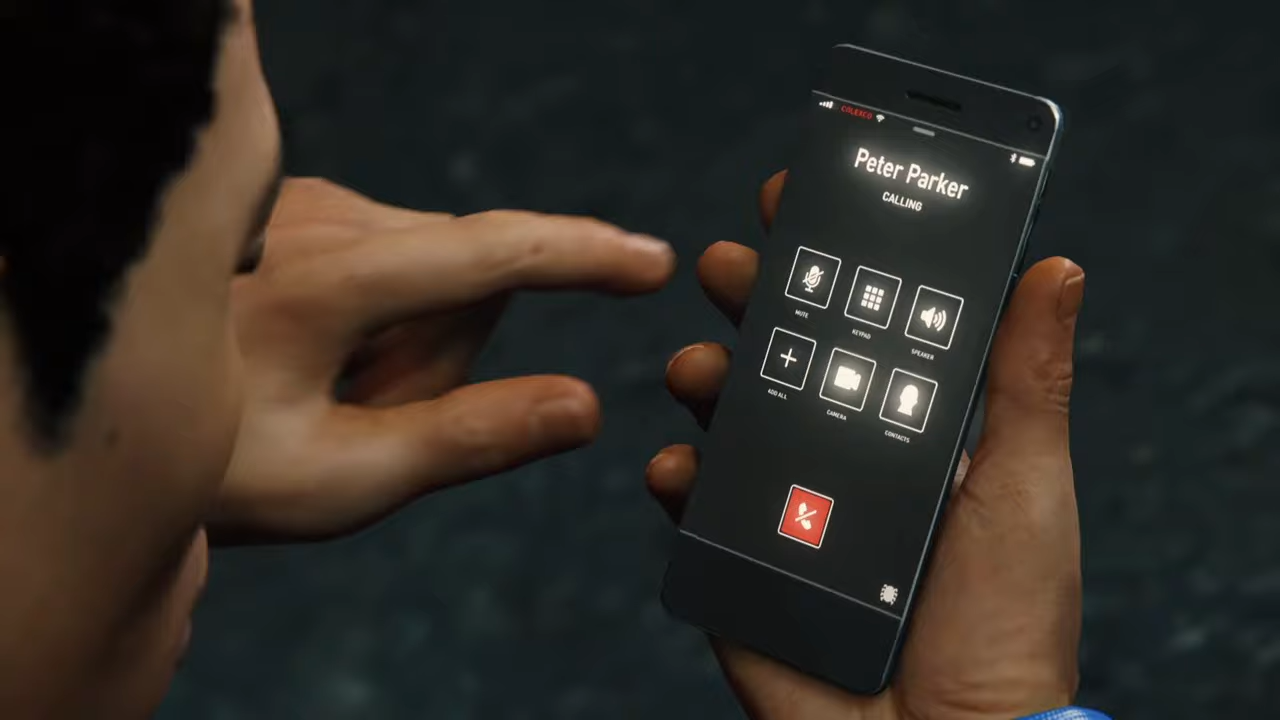 COLEXCO
Peter Parker
CALLING
MUTE
KEYPAD
SPEAKER
ADD ALL
CAMERA
CONTACTS